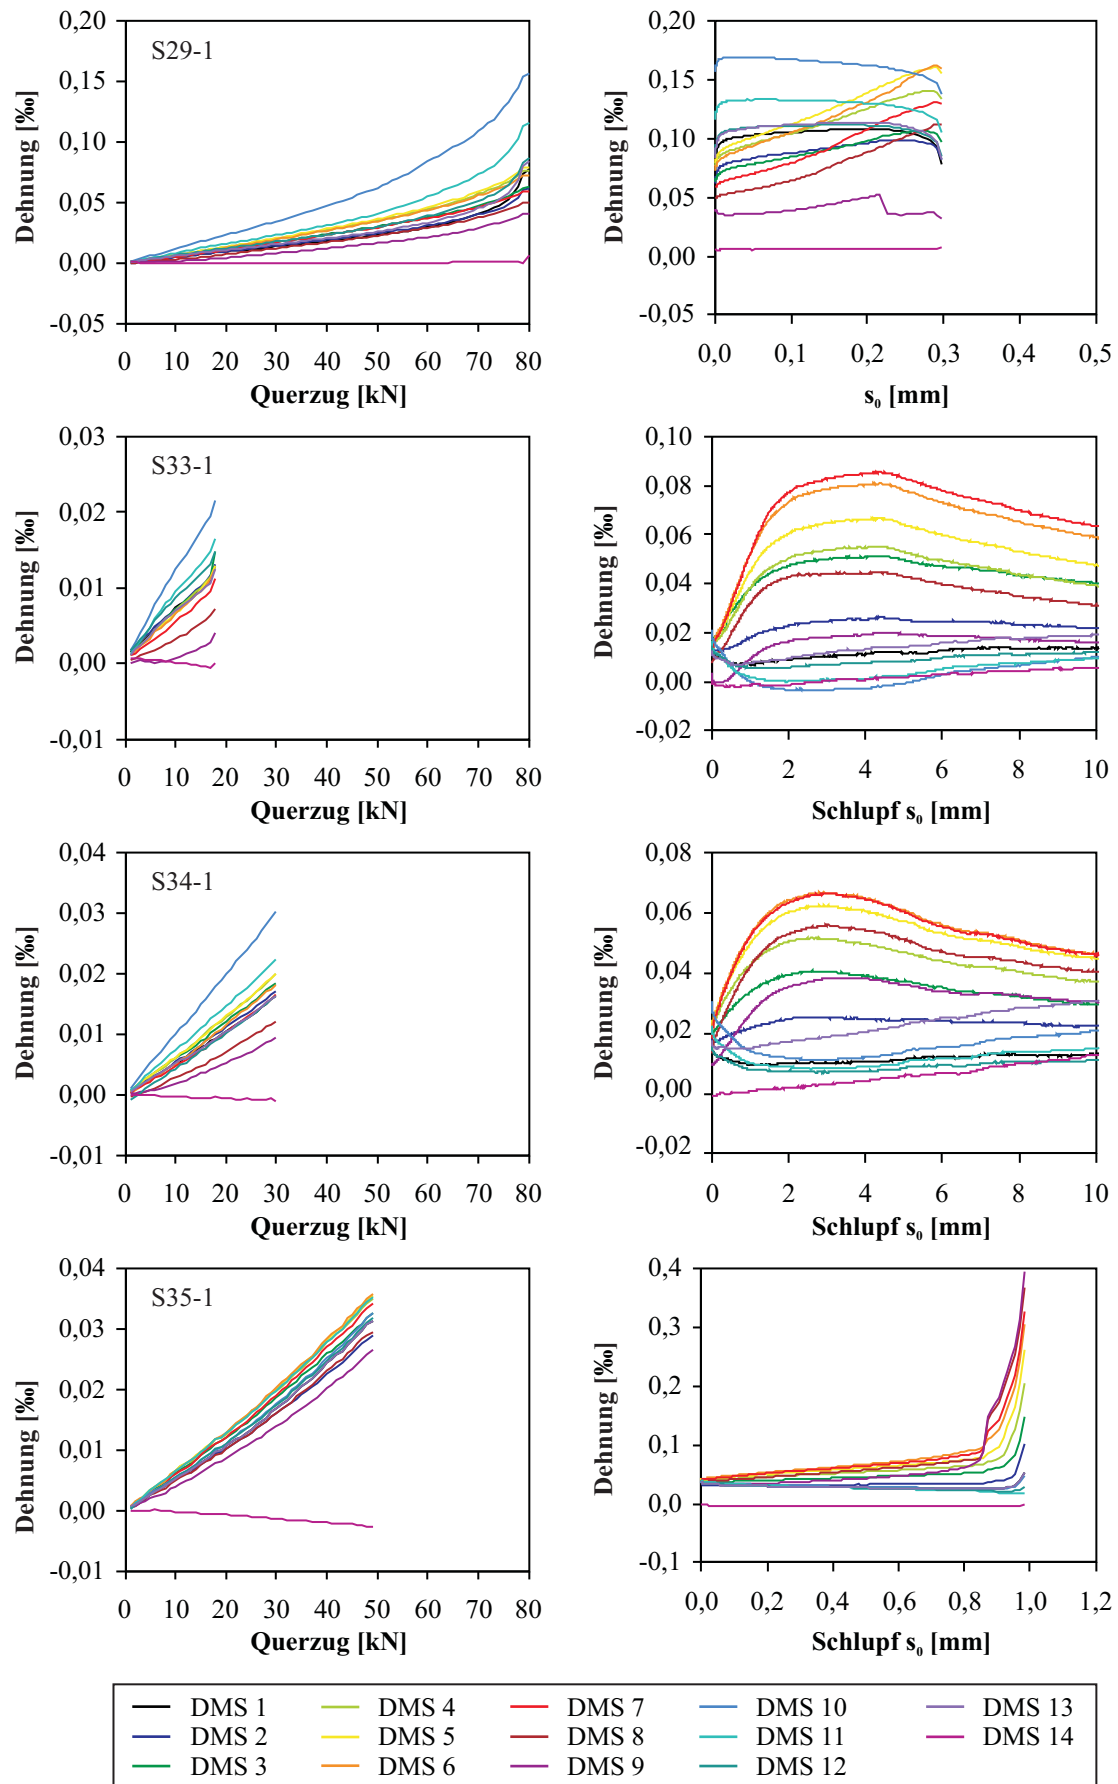 0,20
0,15
0,10
0,05
0,00
-0,05
Dehnung [‰]
S29-1
0 10 20 30 40 50 60 70 80
Querzug [kN]
0,20
0,15
0,10
0,05
0,00
-0,05
Dehnung [‰]
0,0 0,1 0,2 0,3 0,4 0,5
s₀ [mm]
0,03
0,02
0,01
0,00
-0,01
Dehnung [‰]
S33-1
0 10 20 30 40 50 60 70 80
Querzug [kN]
0,10
0,08
0,06
0,04
0,02
0,00
-0,02
Dehnung [‰]
0 2 4 6 8 10
Schlupf s₀ [mm]
0,04
0,03
0,02
0,01
0,00
-0,01
Dehnung [‰]
S34-1
0 10 20 30 40 50 60 70 80
Querzug [kN]
0,08
0,06
0,04
0,02
0,00
-0,02
Dehnung [‰]
0 2 4 6 8 10
Schlupf s₀ [mm]
0,04
0,03
0,02
0,01
0,00
-0,01
Dehnung [‰]
S35-1
0 10 20 30 40 50 60 70 80
Querzug [kN]
0,4
0,3
0,2
0,1
0,0
-0,1
Dehnung [‰]
0,0 0,2 0,4 0,6 0,8 1,0 1,2
Schlupf s₀ [mm]
DMS 1 DMS 4 DMS 7 DMS 10 DMS 13
DMS 2 DMS 5 DMS 8 DMS 11 DMS 14
DMS 3 DMS 6 DMS 9 DMS 12